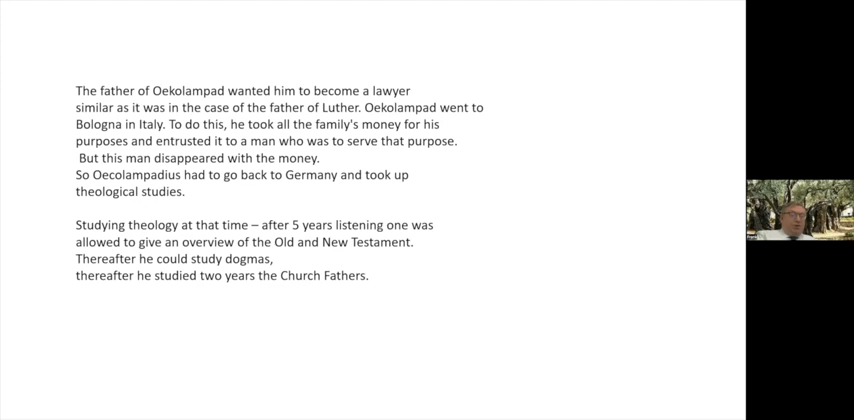 The father of Oekolampad wanted him to become a lawyer
similar as it was in the case of the father of Luther. Oekolampad went to
Bologna in Italy. To do this, he took all the family's money for his
purposes and entrusted it to a man who was to serve that purpose.
But this man disappeared with the money.
So Oecolampadius had to go back to Germany and took up
theological studies.
Studying theology at that time – after 5 years listening one was
allowed to give an overview of the Old and New Testament.
Thereafter he could study dogmas,
thereafter he studied two years the Church Fathers.